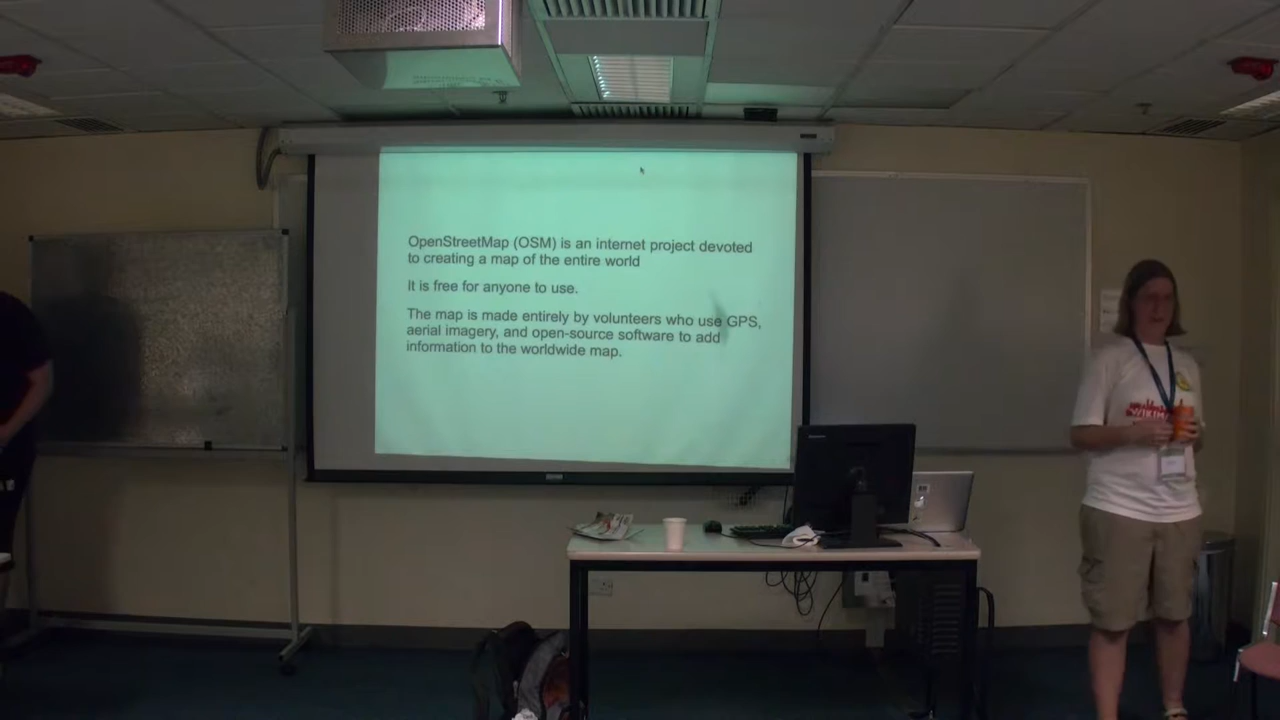 OpenStreetMap (OSM) is an internet project devoted
to creating a map of the entire world
It is free for anyone to use.
The map is made entirely by volunteers who use GPS,
aerial imagery, and open-source software to add
information to the worldwide map.